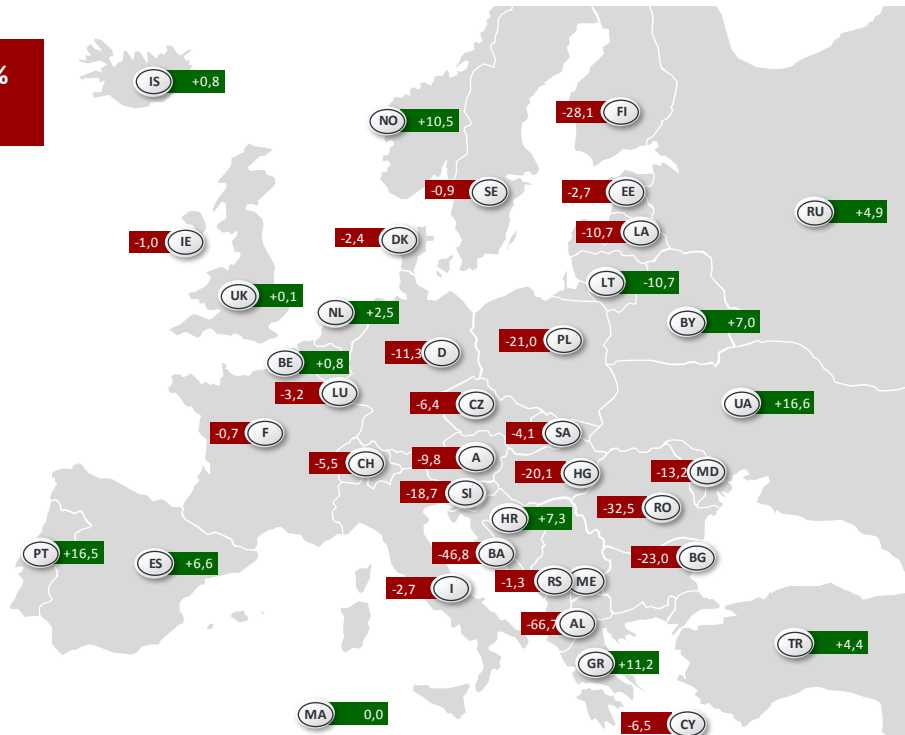 %
IS +0,8
NO +10,5
-28,1 FI
-0,9 SE
-2,7 EE
RU +4,9
-1,0 IE
-2,4 DK
-10,7 LA
LT -10,7
UK +0,1
NL +2,5
BY +7,0
-21,0 PL
-11,3 D
BE +0,8
-3,2 LU
-6,4 CZ
UA +16,6
-0,7 F
-4,1 SA
-5,5 CH
-9,8 A
-20,1 HG
-13,2 MD
-18,7 SI
-32,5 RO
HR +7,3
PT +16,5
ES +6,6
-46,8 BA
-23,0 BG
-2,7 I
-1,3 RS ME
-66,7 AL
TR +4,4
GR +11,2
MA 0,0
-6,5 CY